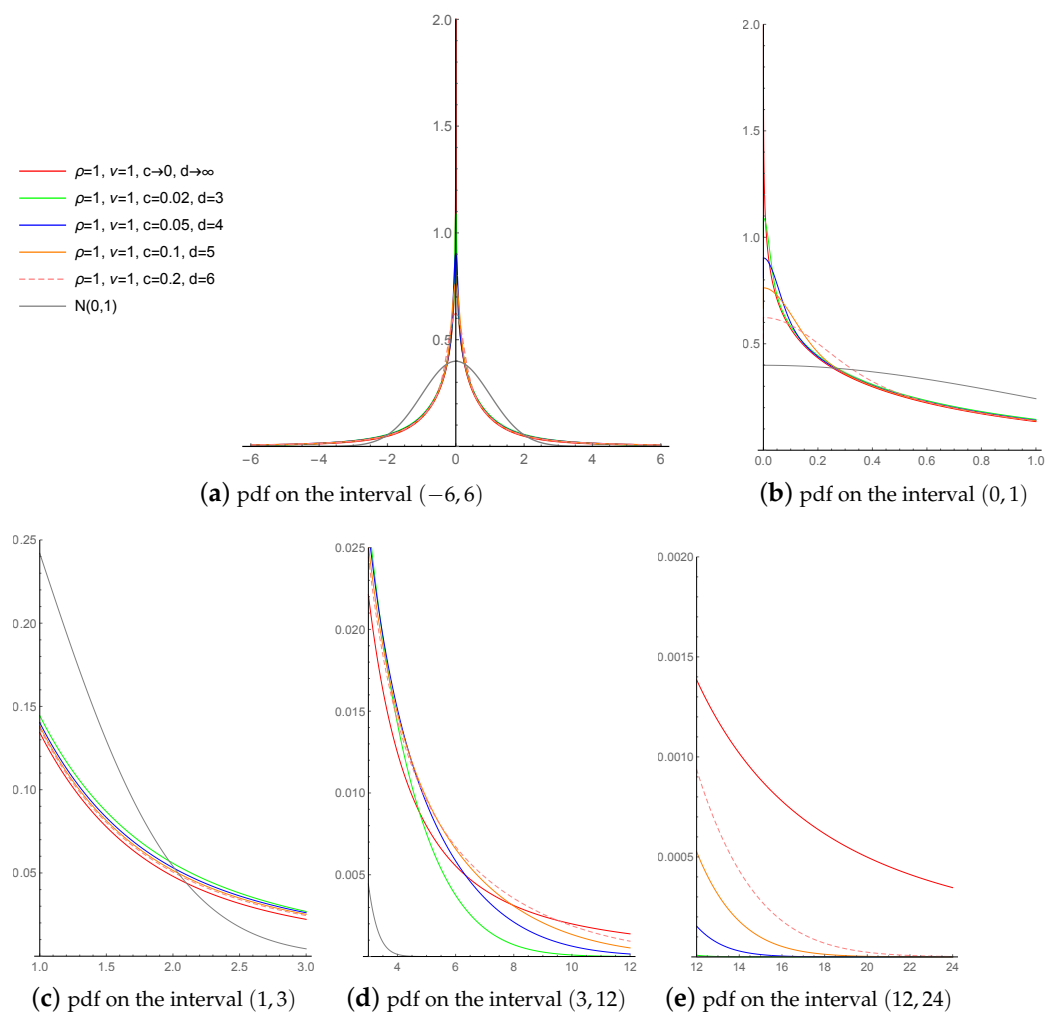 2.0
1.5
1.0
0.5
−6 −4 −2 0 2 4 6
(a) pdf on the interval (−6, 6)
2.0
1.5
1.0
0.5
0.0 0.2 0.4 0.6 0.8 1.0
(b) pdf on the interval (0, 1)
ρ=1, ν=1, c→0, d→∞
ρ=1, ν=1, c=0.02, d=3
ρ=1, ν=1, c=0.05, d=4
ρ=1, ν=1, c=0.1, d=5
ρ=1, ν=1, c=0.2, d=6
N(0,1)
0.25
0.20
0.15
0.10
0.05
1.0 1.5 2.0 2.5 3.0
(c) pdf on the interval (1, 3)
0.025
0.020
0.015
0.010
0.005
4 6 8 10 12
(d) pdf on the interval (3, 12)
0.0020
0.0015
0.0010
0.0005
12 14 16 18 20 22 24
(e) pdf on the interval (12, 24)